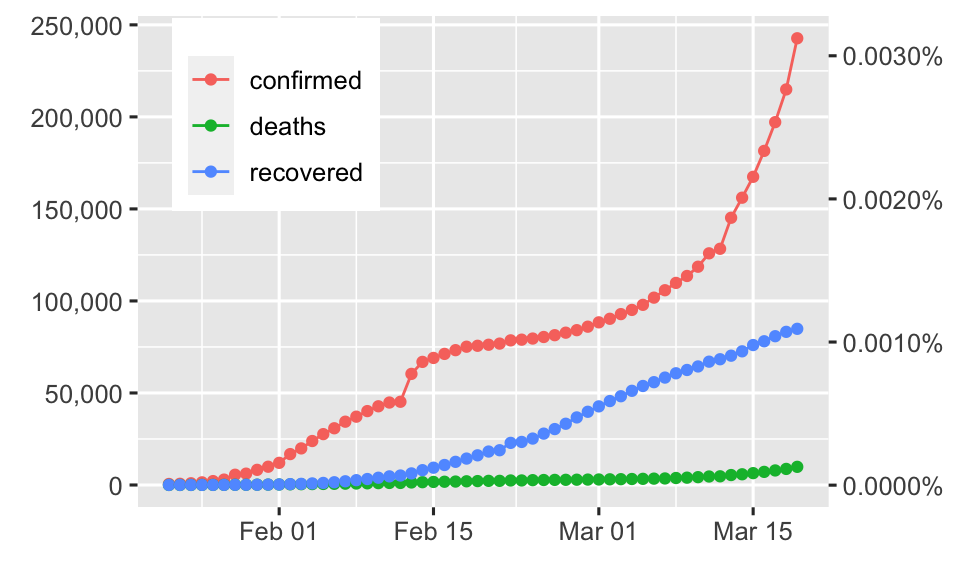 250,000
200,000
150,000
100,000
50,000
0
confirmed
deaths
recovered
0.0030%
0.0020%
0.0010%
0.0000%
Feb 01
Feb 15
Mar 01
Mar 15